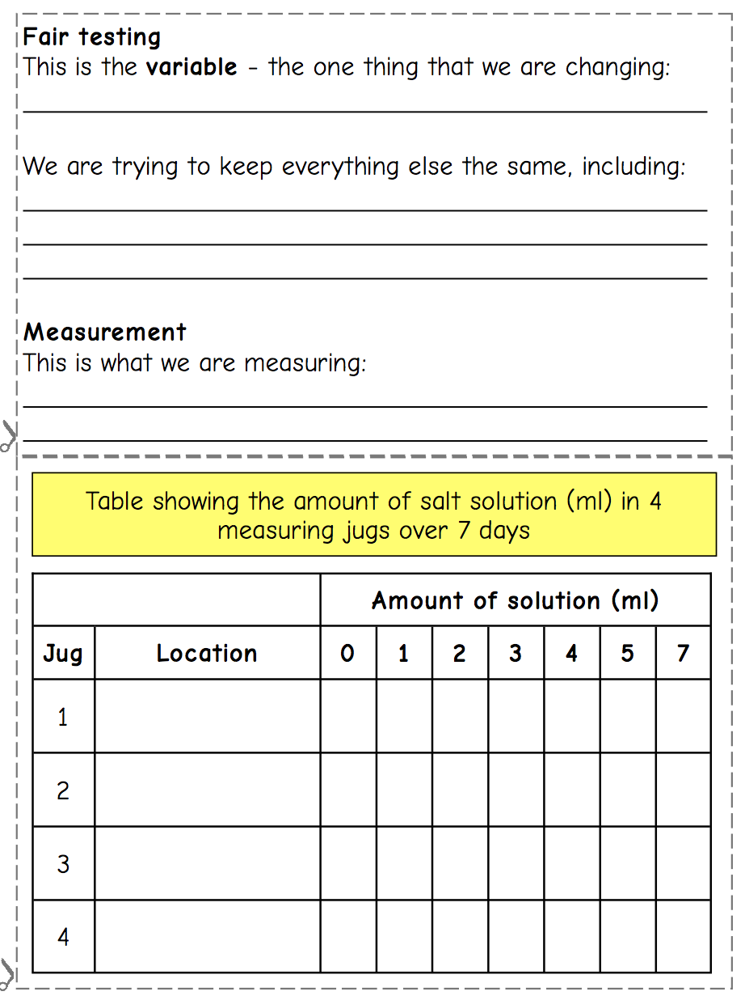 Fair testing
This is the variable - the one thing that we are changing:
We are trying to keep everything else the same, including:
Measurement
This is what we are measuring:
Table showing the amount of salt solution (ml) in 4
measuring jugs over 7 days
Amount of solution (ml)
Jug Location 0 1 2 3 4 5 7
1
2
3
4